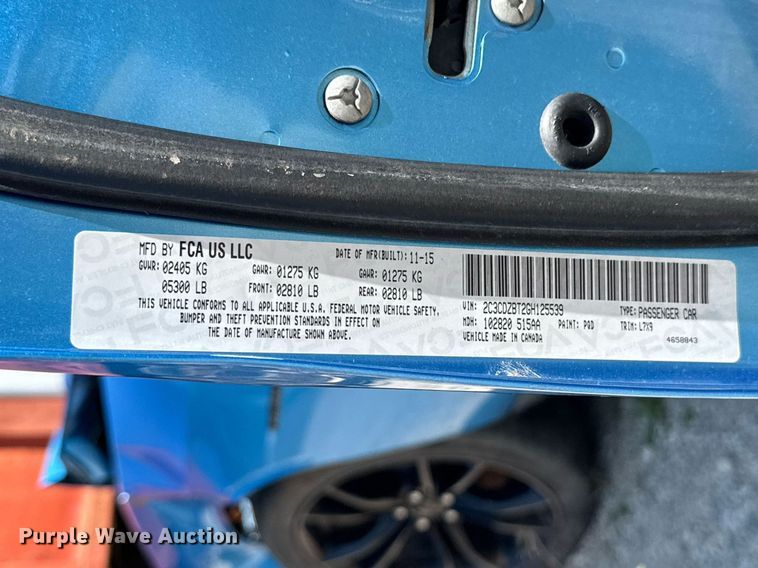 MFD BY FCA US LLC DATE OF MFR(BUILT): 11-15
GVWR: 02405 KG GAWR: 01275 KG GAWR: 01275 KG
05300 LB FRONT: 02810 LB REAR: 02810 LB
THIS VEHICLE CONFORMS TO ALL APPLICABLE U.S.A. FEDERAL MOTOR VEHICLE SAFETY,
BUMPER AND THEFT PREVENTION STANDARDS IN EFFECT ON
THE DATE OF MANUFACTURE SHOWN ABOVE.
VIN: 2C3CDZBT2GH125539 TYPE: PASSENGER CAR
MDH: 102820 515AA PAINT: PQD TRIM: L7X9
VEHICLE MADE IN CANADA 4658843
Purple Wave Auction